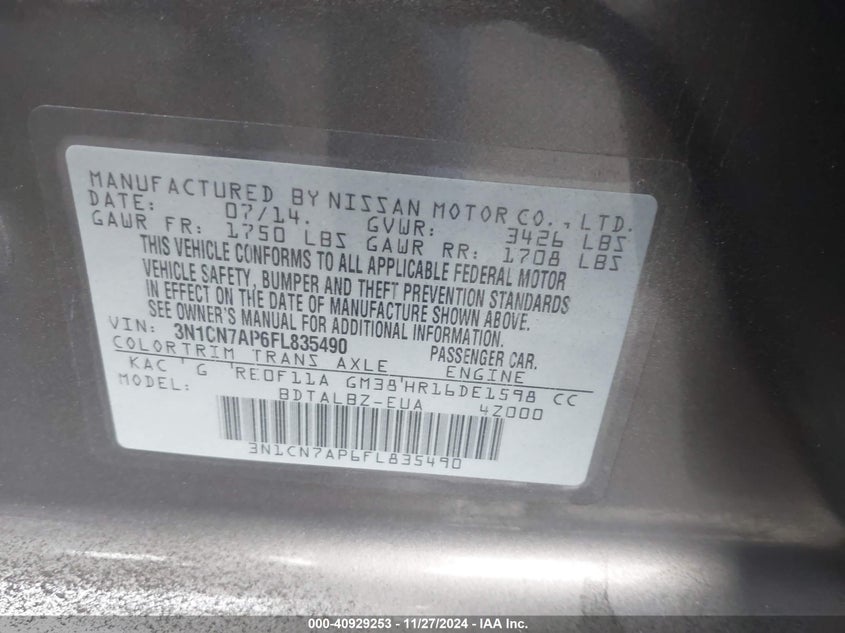 MANUFACTURED BY NISSAN MOTOR CO., LTD.
DATE: 07/14. GVWR: 3426 LBS
GAWR FR: 1750 LBS GAWR RR: 1708 LBS
THIS VEHICLE CONFORMS TO ALL APPLICABLE FEDERAL MOTOR
VEHICLE SAFETY, BUMPER AND THEFT PREVENTION STANDARDS
IN EFFECT ON THE DATE OF MANUFACTURE SHOWN ABOVE.
SEE OWNER'S MANUAL FOR ADDITIONAL INFORMATION.
VIN: 3N1CN7AP6FL835490 PASSENGER CAR.
COLOR TRIM TRANS AXLE ENGINE
KAC ' G 'RE0F11A GM38'HR16DE1598 CC
MODEL: BDTALBZ-EUA 4Z000
3N1CN7AP6FL835490
000-40929253 - 11/27/2024 - IAA Inc.